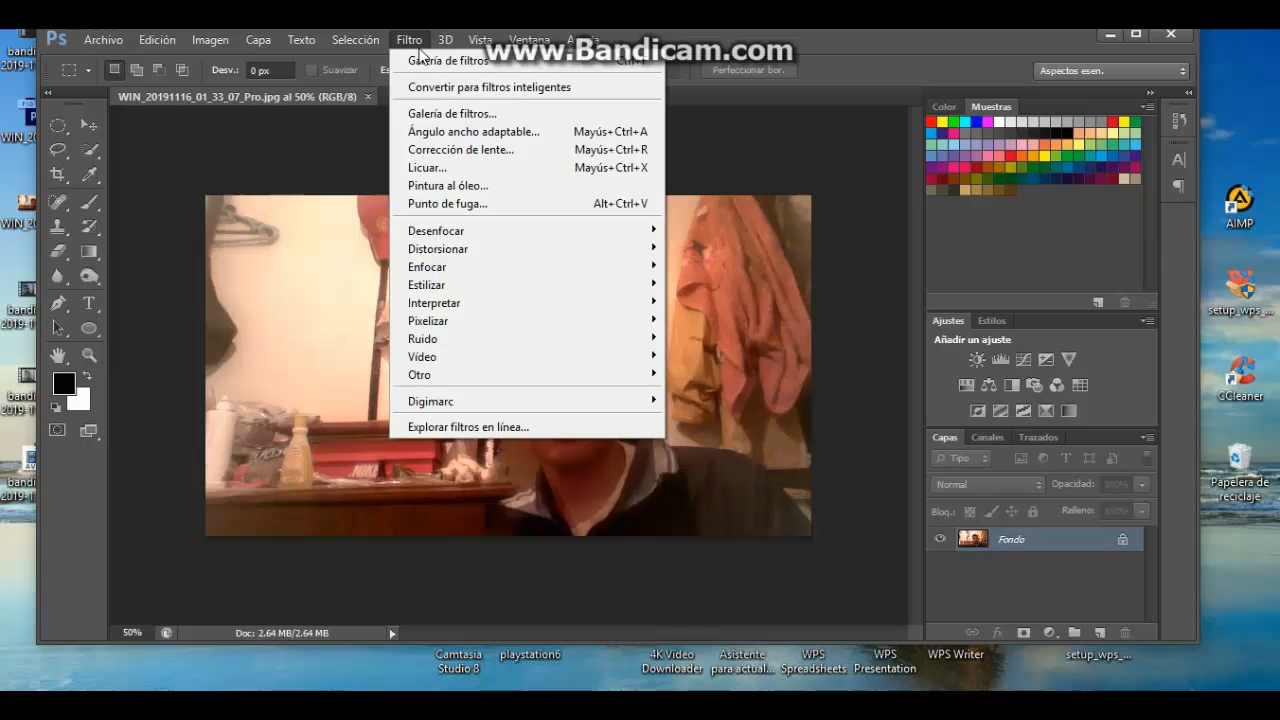 www.Bandicam.com
Ps Archivo Edición Imagen Capa Texto Selección Filtro 3D Vista Ventana
Desv.: 0 px Suavizar Perfeccionar bor. Aspectos esen.
WIN_20191116_01_33_07_Pro.jpg al 50% (RGB/8)
Galería de filtros
Convertir para filtros inteligentes
Galería de filtros...
Ángulo ancho adaptable... Mayús+Ctrl+A
Corrección de lente... Mayús+Ctrl+R
Licuar... Mayús+Ctrl+X
Pintura al óleo...
Punto de fuga... Alt+Ctrl+V
Desenfocar
Distorsionar
Enfocar
Estilizar
Interpretar
Pixelizar
Ruido
Vídeo
Otro
Digimarc
Explorar filtros en línea...
NIKE
50% Doc: 2.64 MB/2.64 MB
Color Muestras
Ajustes Estilos
Añadir un ajuste
Capas Canales Trazados
Tipo
Normal Opacidad: 100%
Bloq.: Relleno: 100%
Fondo
AIMP
setup_wps_...
CCleaner
Papelera de
reciclaje
Camtasia
Studio 8
playstation6
4K Video
Downloader
Asistente
para actual...
WPS
Spreadsheets
WPS
Presentation
WPS Writer
setup_wps_...